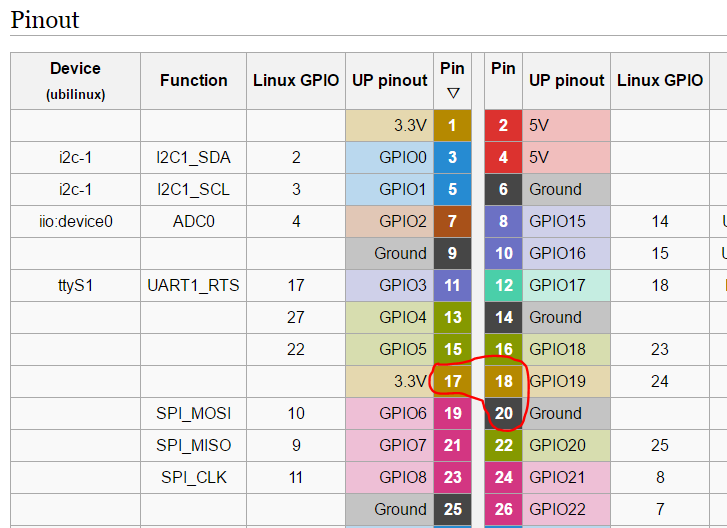 Pinout
Device (ubilinux) Function Linux GPIO UP pinout Pin ▽ Pin UP pinout Linux GPIO
3.3V 1 2 5V
i2c-1 I2C1_SDA 2 GPIO0 3 4 5V
i2c-1 I2C1_SCL 3 GPIO1 5 6 Ground
iio:device0 ADC0 4 GPIO2 7 8 GPIO15 14
Ground 9 10 GPIO16 15
ttyS1 UART1_RTS 17 GPIO3 11 12 GPIO17 18
27 GPIO4 13 14 Ground
22 GPIO5 15 16 GPIO18 23
3.3V 17 18 GPIO19 24
SPI_MOSI 10 GPIO6 19 20 Ground
SPI_MISO 9 GPIO7 21 22 GPIO20 25
SPI_CLK 11 GPIO8 23 24 GPIO21 8
Ground 25 26 GPIO22 7